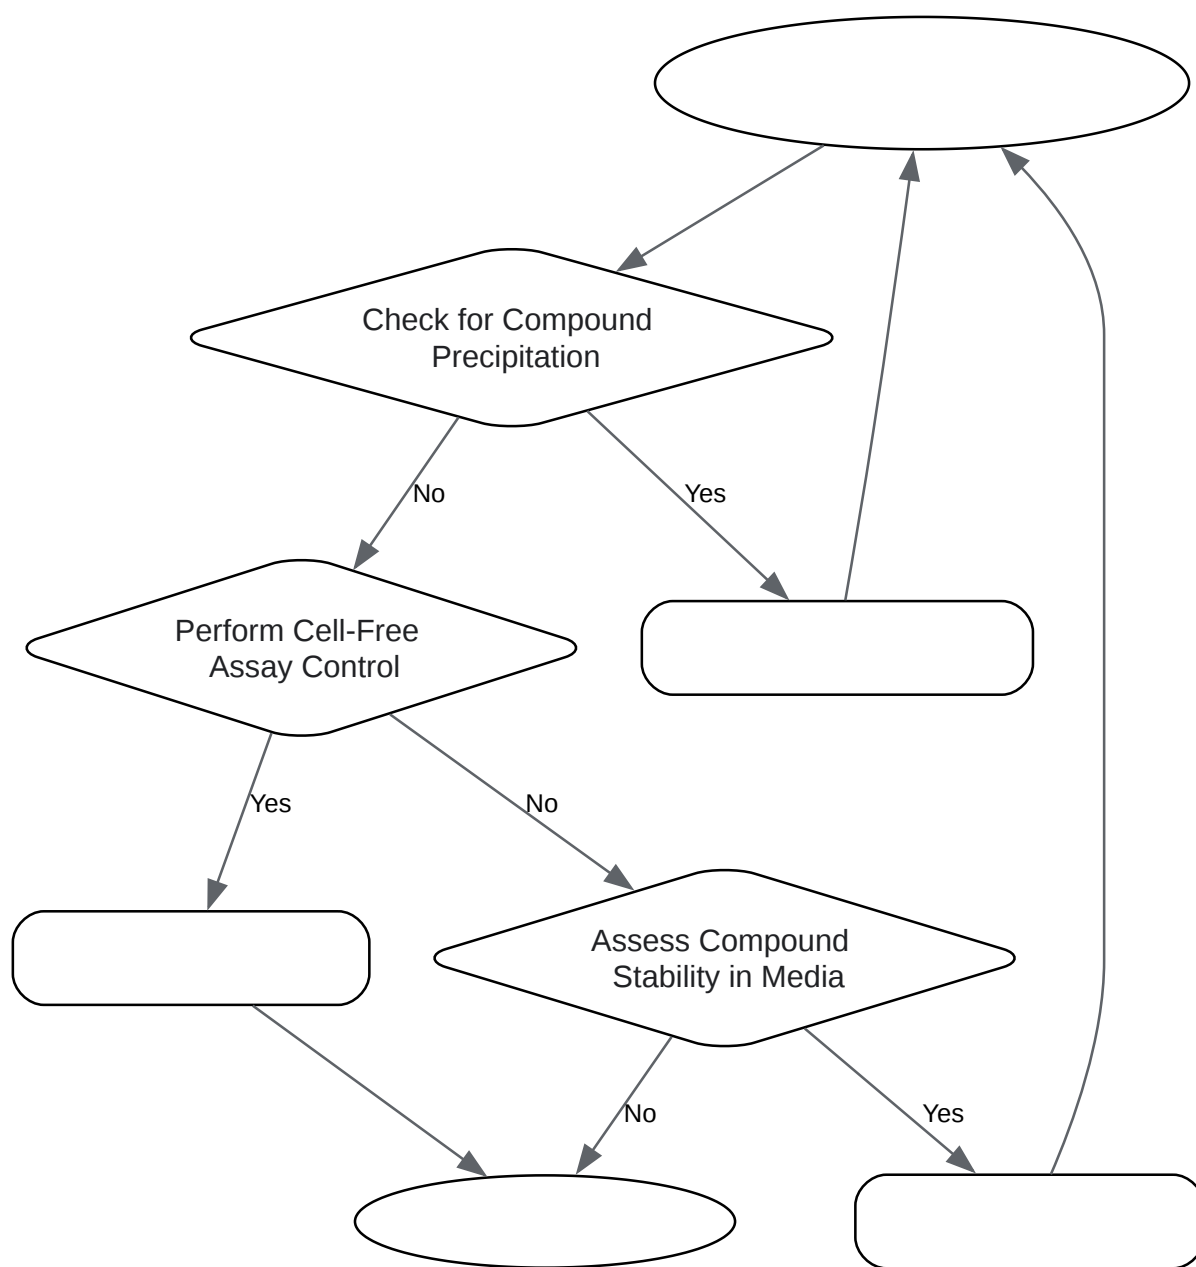 Check for Compound
Precipitation
No
Yes
Perform Cell-Free
Assay Control
Yes
No
Assess Compound
Stability in Media
No
Yes